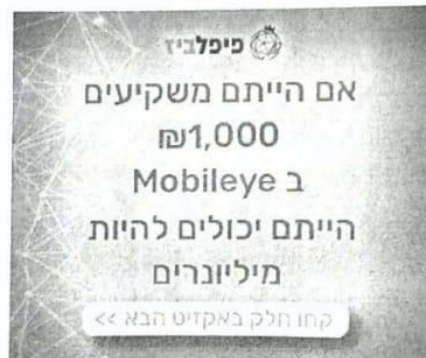 פיפלביז
אם הייתם משקיעים
₪1,000
ב Mobileye
הייתם יכולים להיות
מיליונרים
קחו חלק באקזיט הבא >>